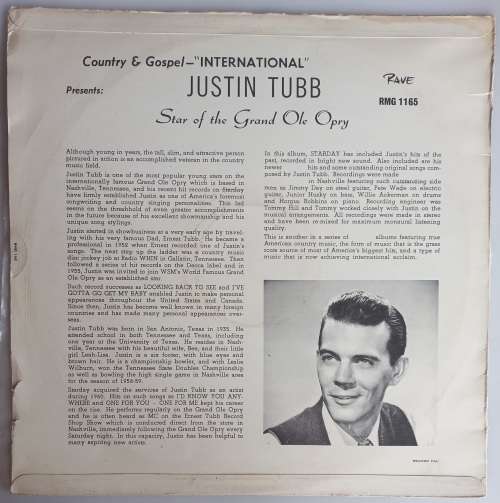 Country & Gospel—"INTERNATIONAL"
Presents:
JUSTIN TUBB
Star of the Grand Ole Opry
RAVE
RMG 1165
Although young in years, the tall, slim, and attractive person
pictured in action is an accomplished veteran in the country
music field.
Justin Tubb is one of the most popular young stars on the
internationally famous Grand Ole Opry which is based in
Nashville, Tennessee, and his recent hit records on Starday
have firmly established Justin as one of America's foremost
songwriting and country stging personalities. This lad
seems on the threshold of even greater accomplishments
in the future because of his excellent showmanship and his
unique song stylings.
Justin started in showbusiness at a very early age by travel-
ing with his very famous Dad, Ernest Tubb. He became a
professional in 1952 when Ernest recorded one of Justin's
songs. The next step up the ladder was a country music
disc jockey job at Radio WHIN in Gallatin, Tennessee. Then
followed a series of hit records on the Decca label and in
1955, Justin was invited to join WSM's World Famous Grand
Ole Opry as an established star.
Such record successes as LOOKING BACK TO SEE and I'VE
GOTTA GO GET MY BABY enabled Justin to make personal
appearances throughout the United States and Canada.
Since then, Justin has become well known in many foreign
countries and has made many personal appearances over-
seas.
Justin Tubb was born in San Antonio, Texas in 1935. He
attended school in both Tennessee and Texas, including
one year at the University of Texas. He resides in Nash-
ville, Tennessee with his beautiful wife, Bee, and their little
girl Leah-Lisa. Justin is a six footer, with blue eyes and
brown hair. He is a championship bowler, and with Leslie
Wilburn, won the Tennessee State Doubles Championship
as well as bowling the high single game in Nashville area
for the season of 1958-59.
Starday acquired the services of Justin Tubb as an artist
during 1960. Hits on such songs as I'D KNOW YOU ANY-
WHERE and ONE FOR YOU - ONE FOR ME kept his career
on the rise. He performs regularly on the Grand Ole Opry
and he is often heard as MC on the Ernest Tubb Record
Shop Show which is conducted direct from the store in
Nashville, immediately following the Grand Ole Opry every
Saturday night. In this capacity, Justin has been helpful to
many aspiring new artists.
In this album, STARDAY has included Justin's hits of the
past, recorded in bright new sound. Also included are his
newer hits and some outstanding original songs com-
posed by Justin Tubb. Recordings were made
in Nashville featuring such outstanding side
men as Jimmy Day on steel guitar, Pete Wade on electric
guitar, Junior Husky on bass, Willie Ackerman on drums
and Hargus Robbins on piano. Recording engineer was
Tommy Hill and Tommy worked closely with Justin on the
musical arrangements. All recordings were made in stereo
and have been re-mixed for maximum monaural listening
quality.
This is another in a series of albums featuring true
American country music, the form of music that is the grass
roots source of most of America's biggest hits, and a type of
music that is now achieving international acclaim.